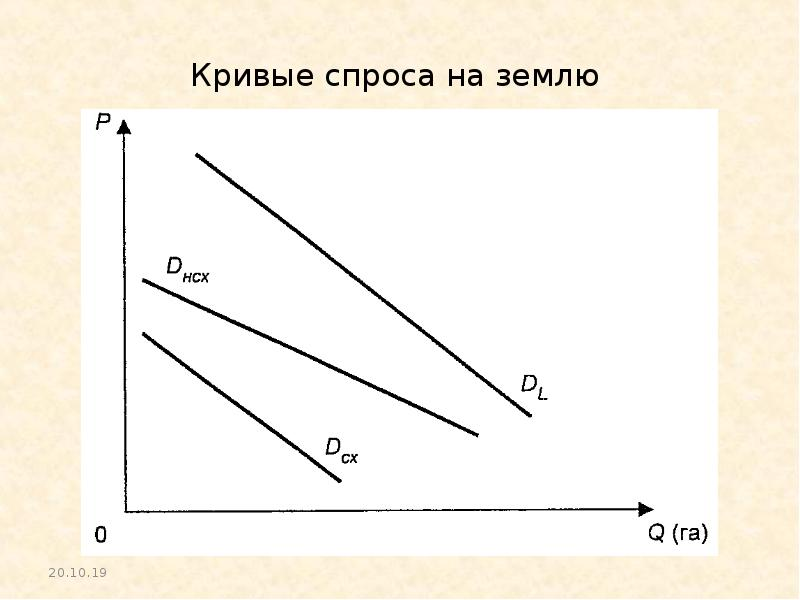 Кривые спроса на землю
P
Dнсх
DL
Dсх
0
Q (га)
20.10.19